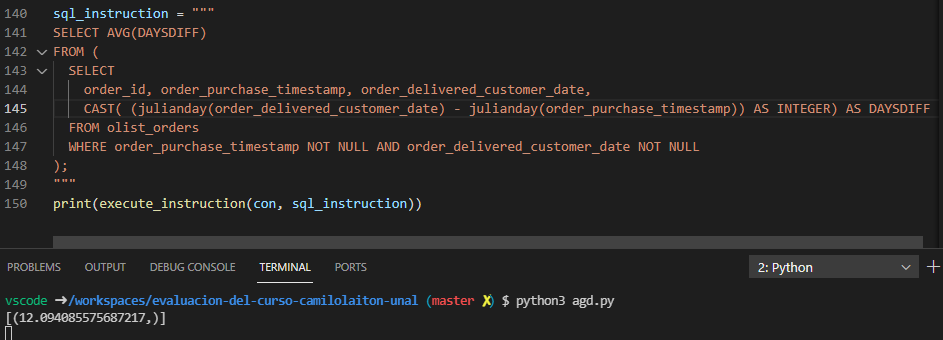 140 sql_instruction = """
141 SELECT AVG(DAYSDIFF)
142 FROM (
143 SELECT
144 order_id, order_purchase_timestamp, order_delivered_customer_date,
145 CAST( (julianday(order_delivered_customer_date) - julianday(order_purchase_timestamp)) AS INTEGER) AS DAYSDIFF
146 FROM olist_orders
147 WHERE order_purchase_timestamp NOT NULL AND order_delivered_customer_date NOT NULL
148 );
149 """
150 print(execute_instruction(con, sql_instruction))
PROBLEMS OUTPUT DEBUG CONSOLE TERMINAL PORTS 2: Python
vscode ➜/workspaces/evaluacion-del-curso-camilolaiton-unal (master ✗) $ python3 agd.py
[(12.094085575687217,)]